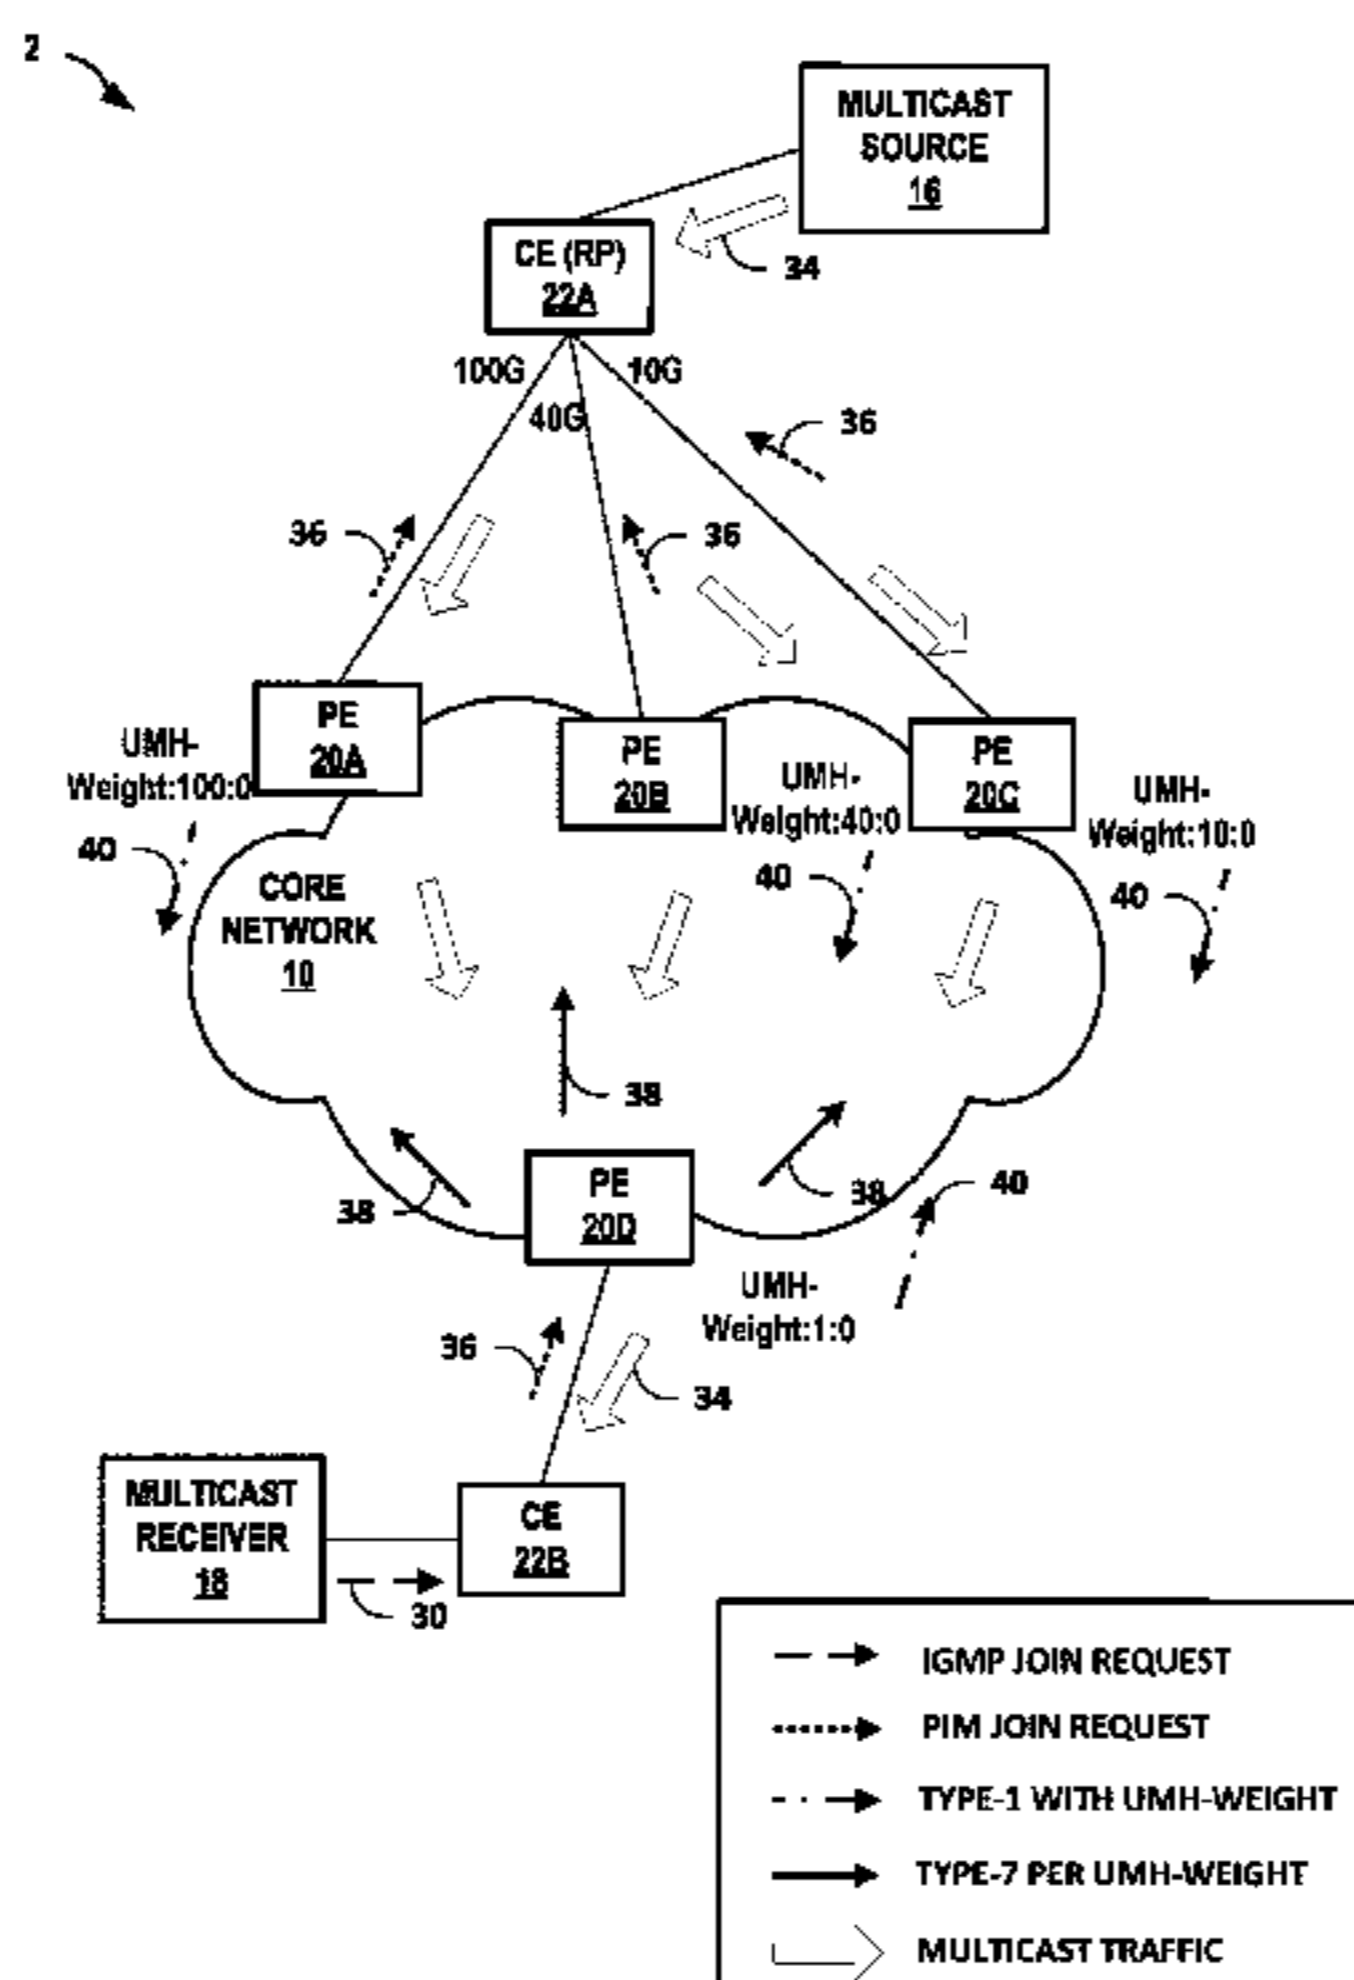 2
MULTICAST
SOURCE
16
34
CE (RP)
22A
100G
10G
40G
36
36
36
PE
20A
PE
20B
PE
20C
UMH-
Weight:100:0
UMH-
Weight:40:0
UMH-
Weight:10:0
40
40
40
CORE
NETWORK
10
38
38
38
40
PE
20D
UMH-
Weight:1:0
36
34
MULTICAST
RECEIVER
18
CE
22B
30
IGMP JOIN REQUEST
PIM JOIN REQUEST
TYPE-1 WITH UMH-WEIGHT
TYPE-7 PER UMH-WEIGHT
MULTICAST TRAFFIC